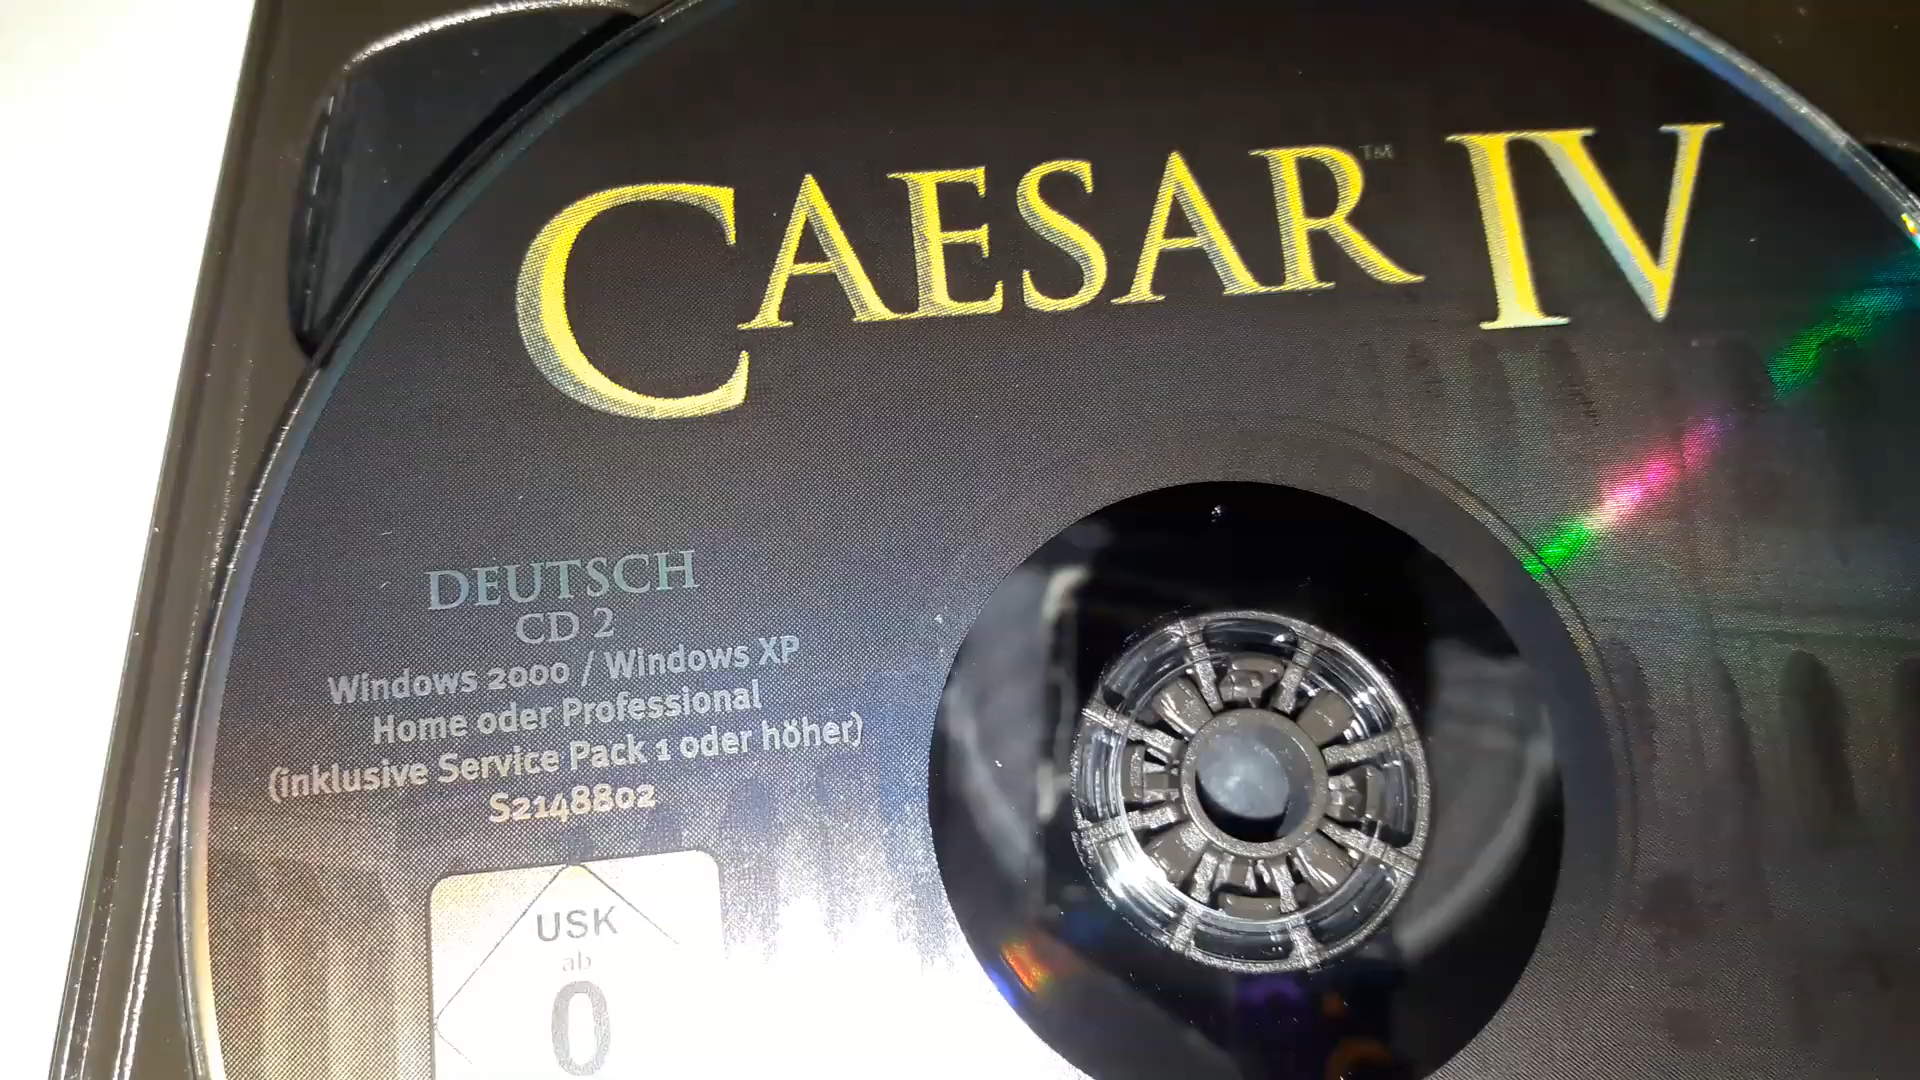 CAESAR™ IV
DEUTSCH
CD 2
Windows 2000 / Windows XP
Home oder Professional
(inklusive Service Pack 1 oder höher)
S2148802
USK
ab
0